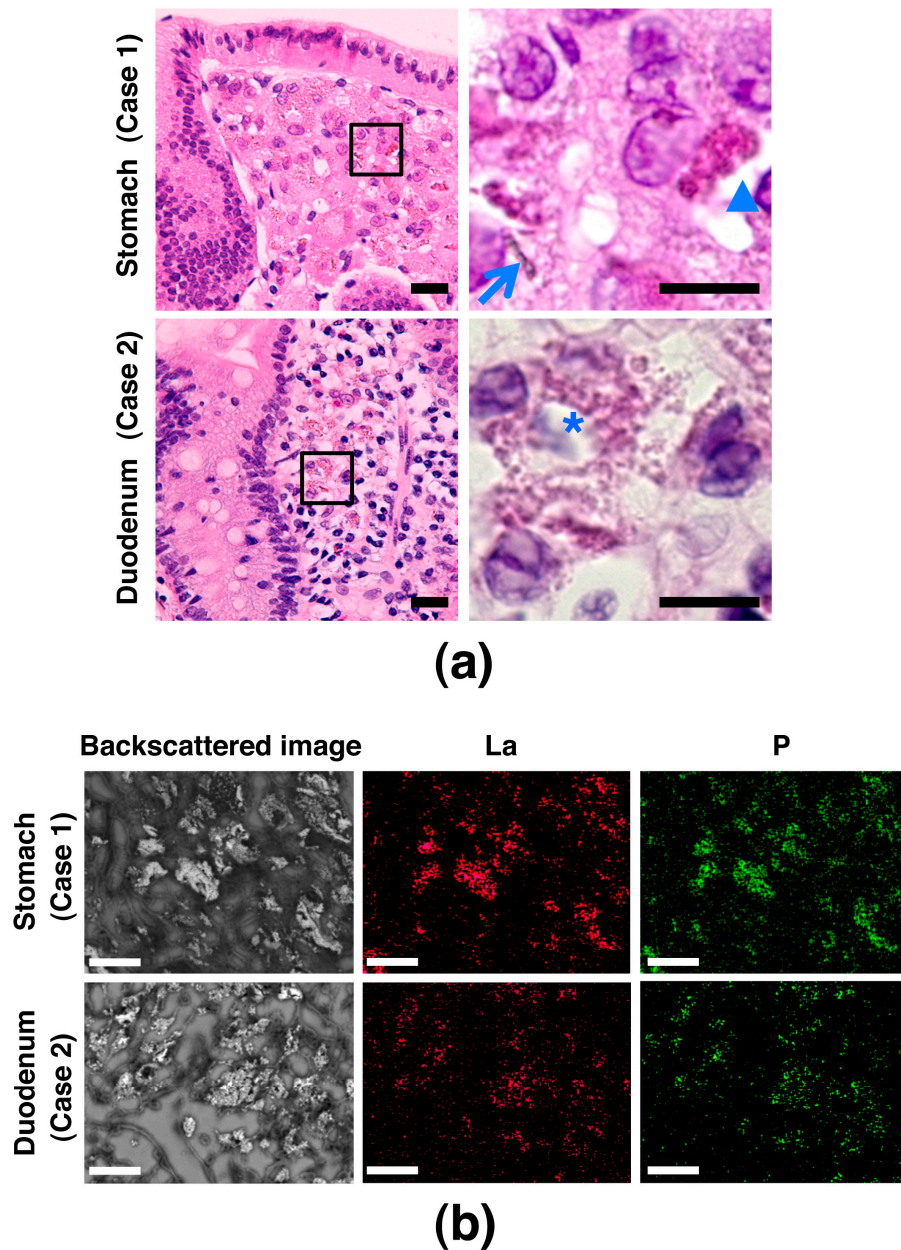 Stomach (Case 1)
*
Duodenum (Case 2)
(a)
Backscattered image La P
Stomach
(Case 1)
Duodenum
(Case 2)
(b)